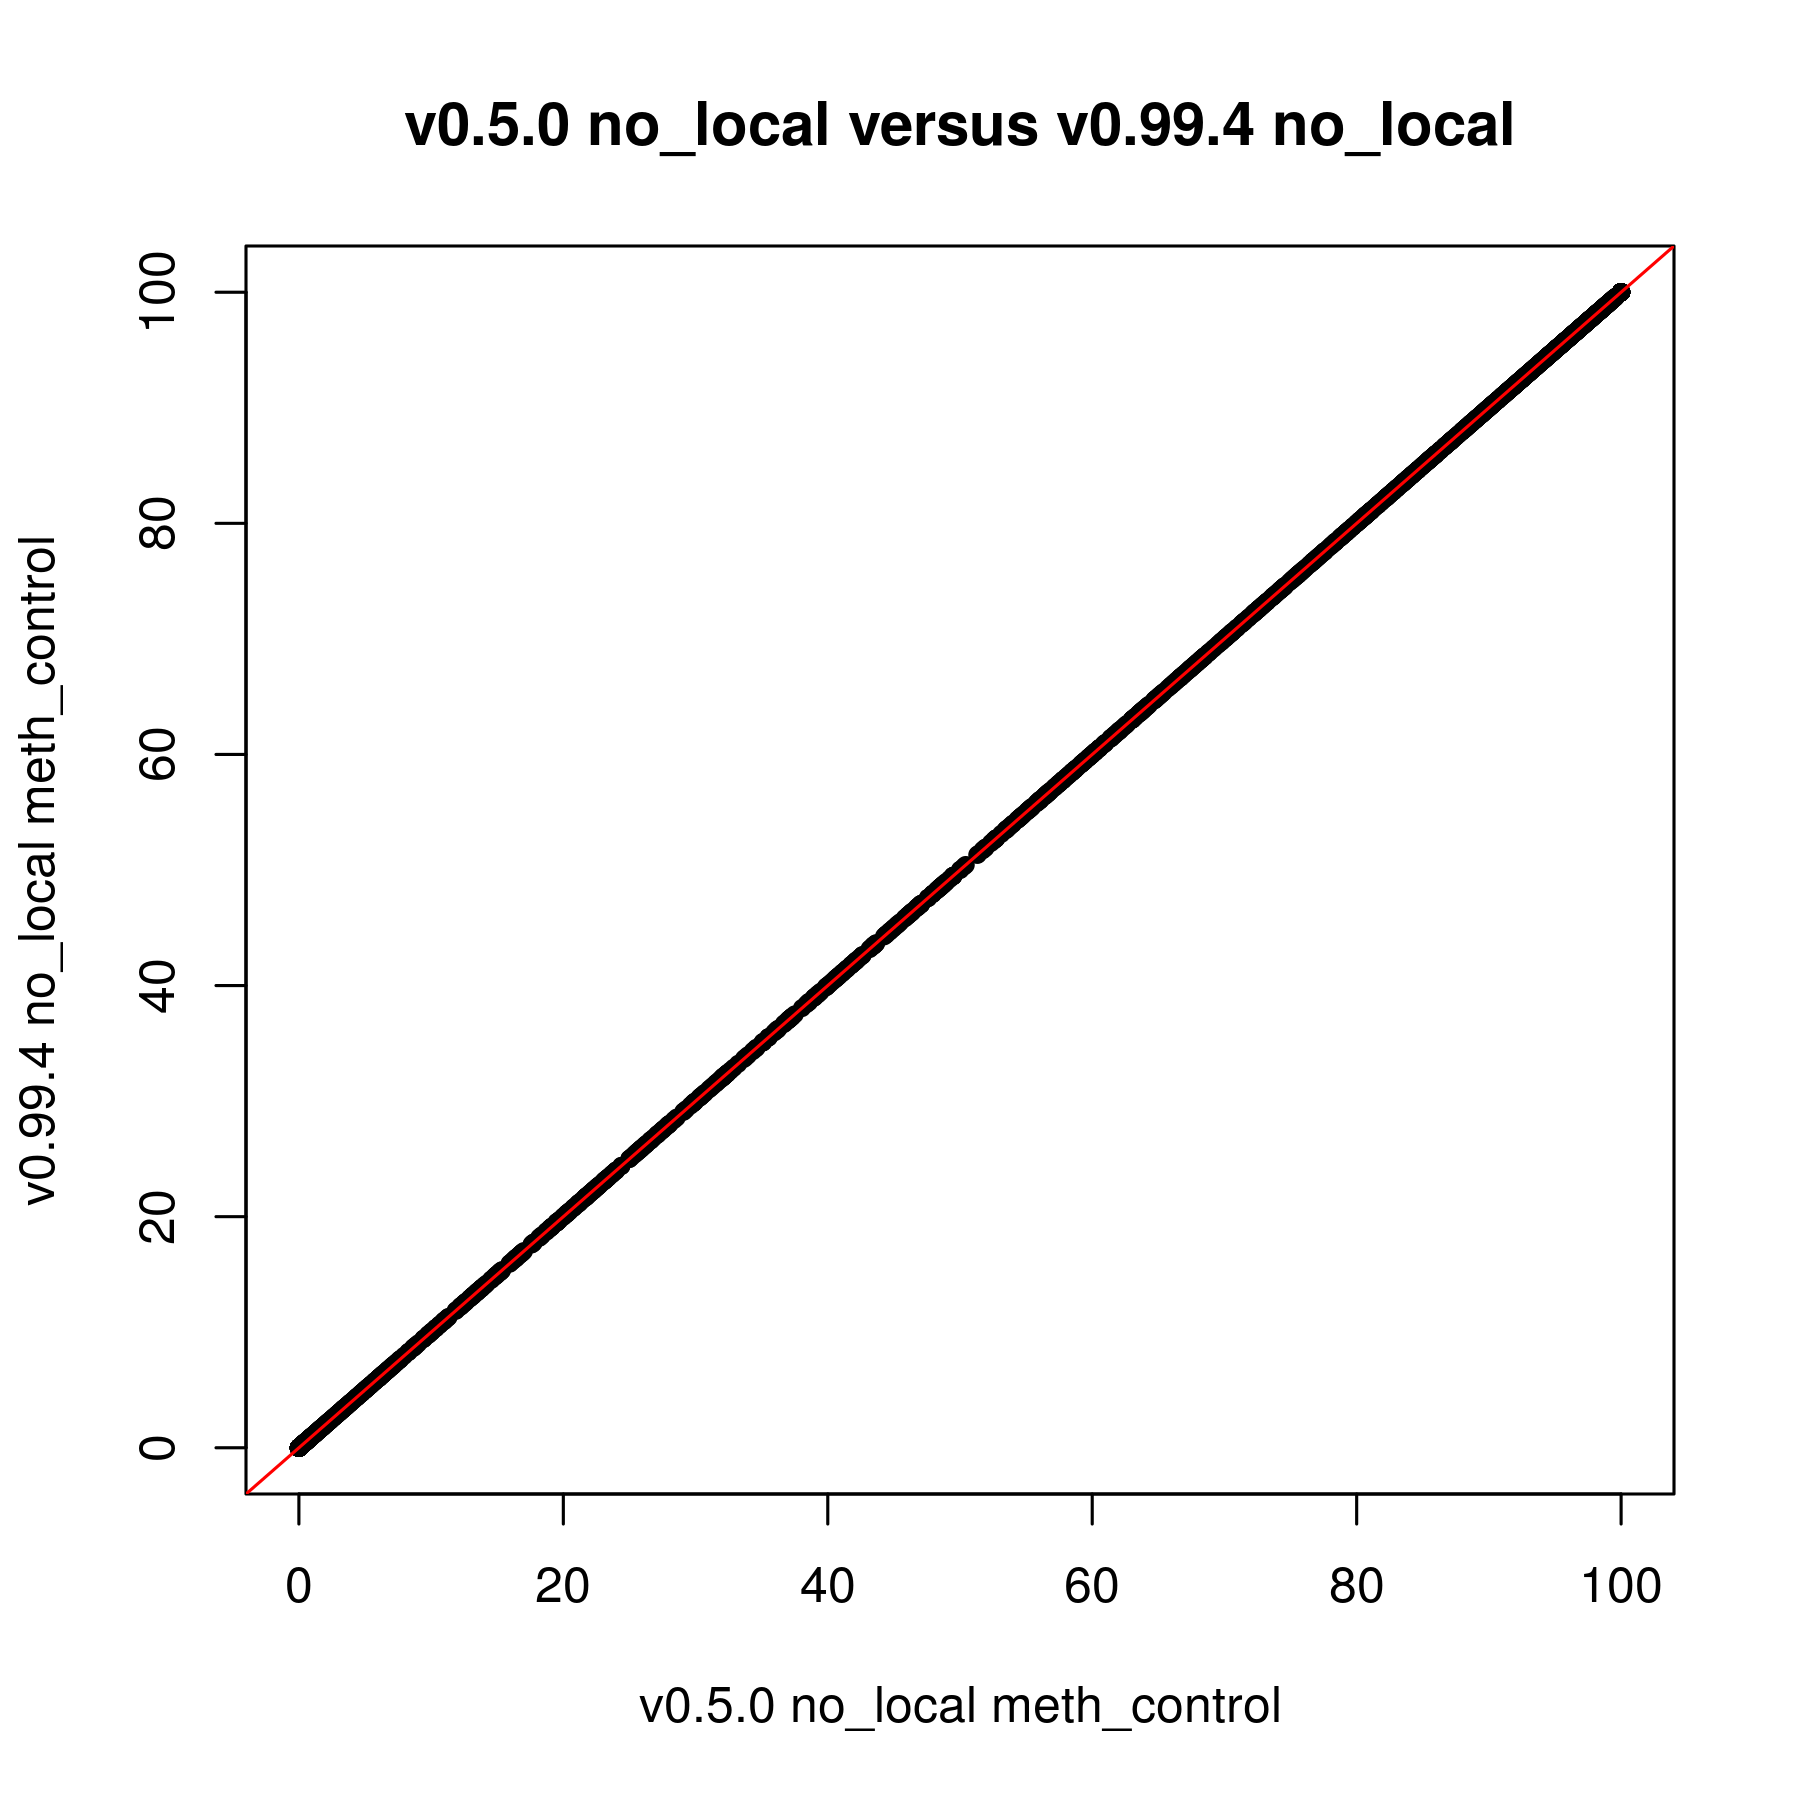 v0.5.0 no_local versus v0.99.4 no_local
v0.99.4 no_local meth_control
100
80
60
40
20
0
0 20 40 60 80 100
v0.5.0 no_local meth_control